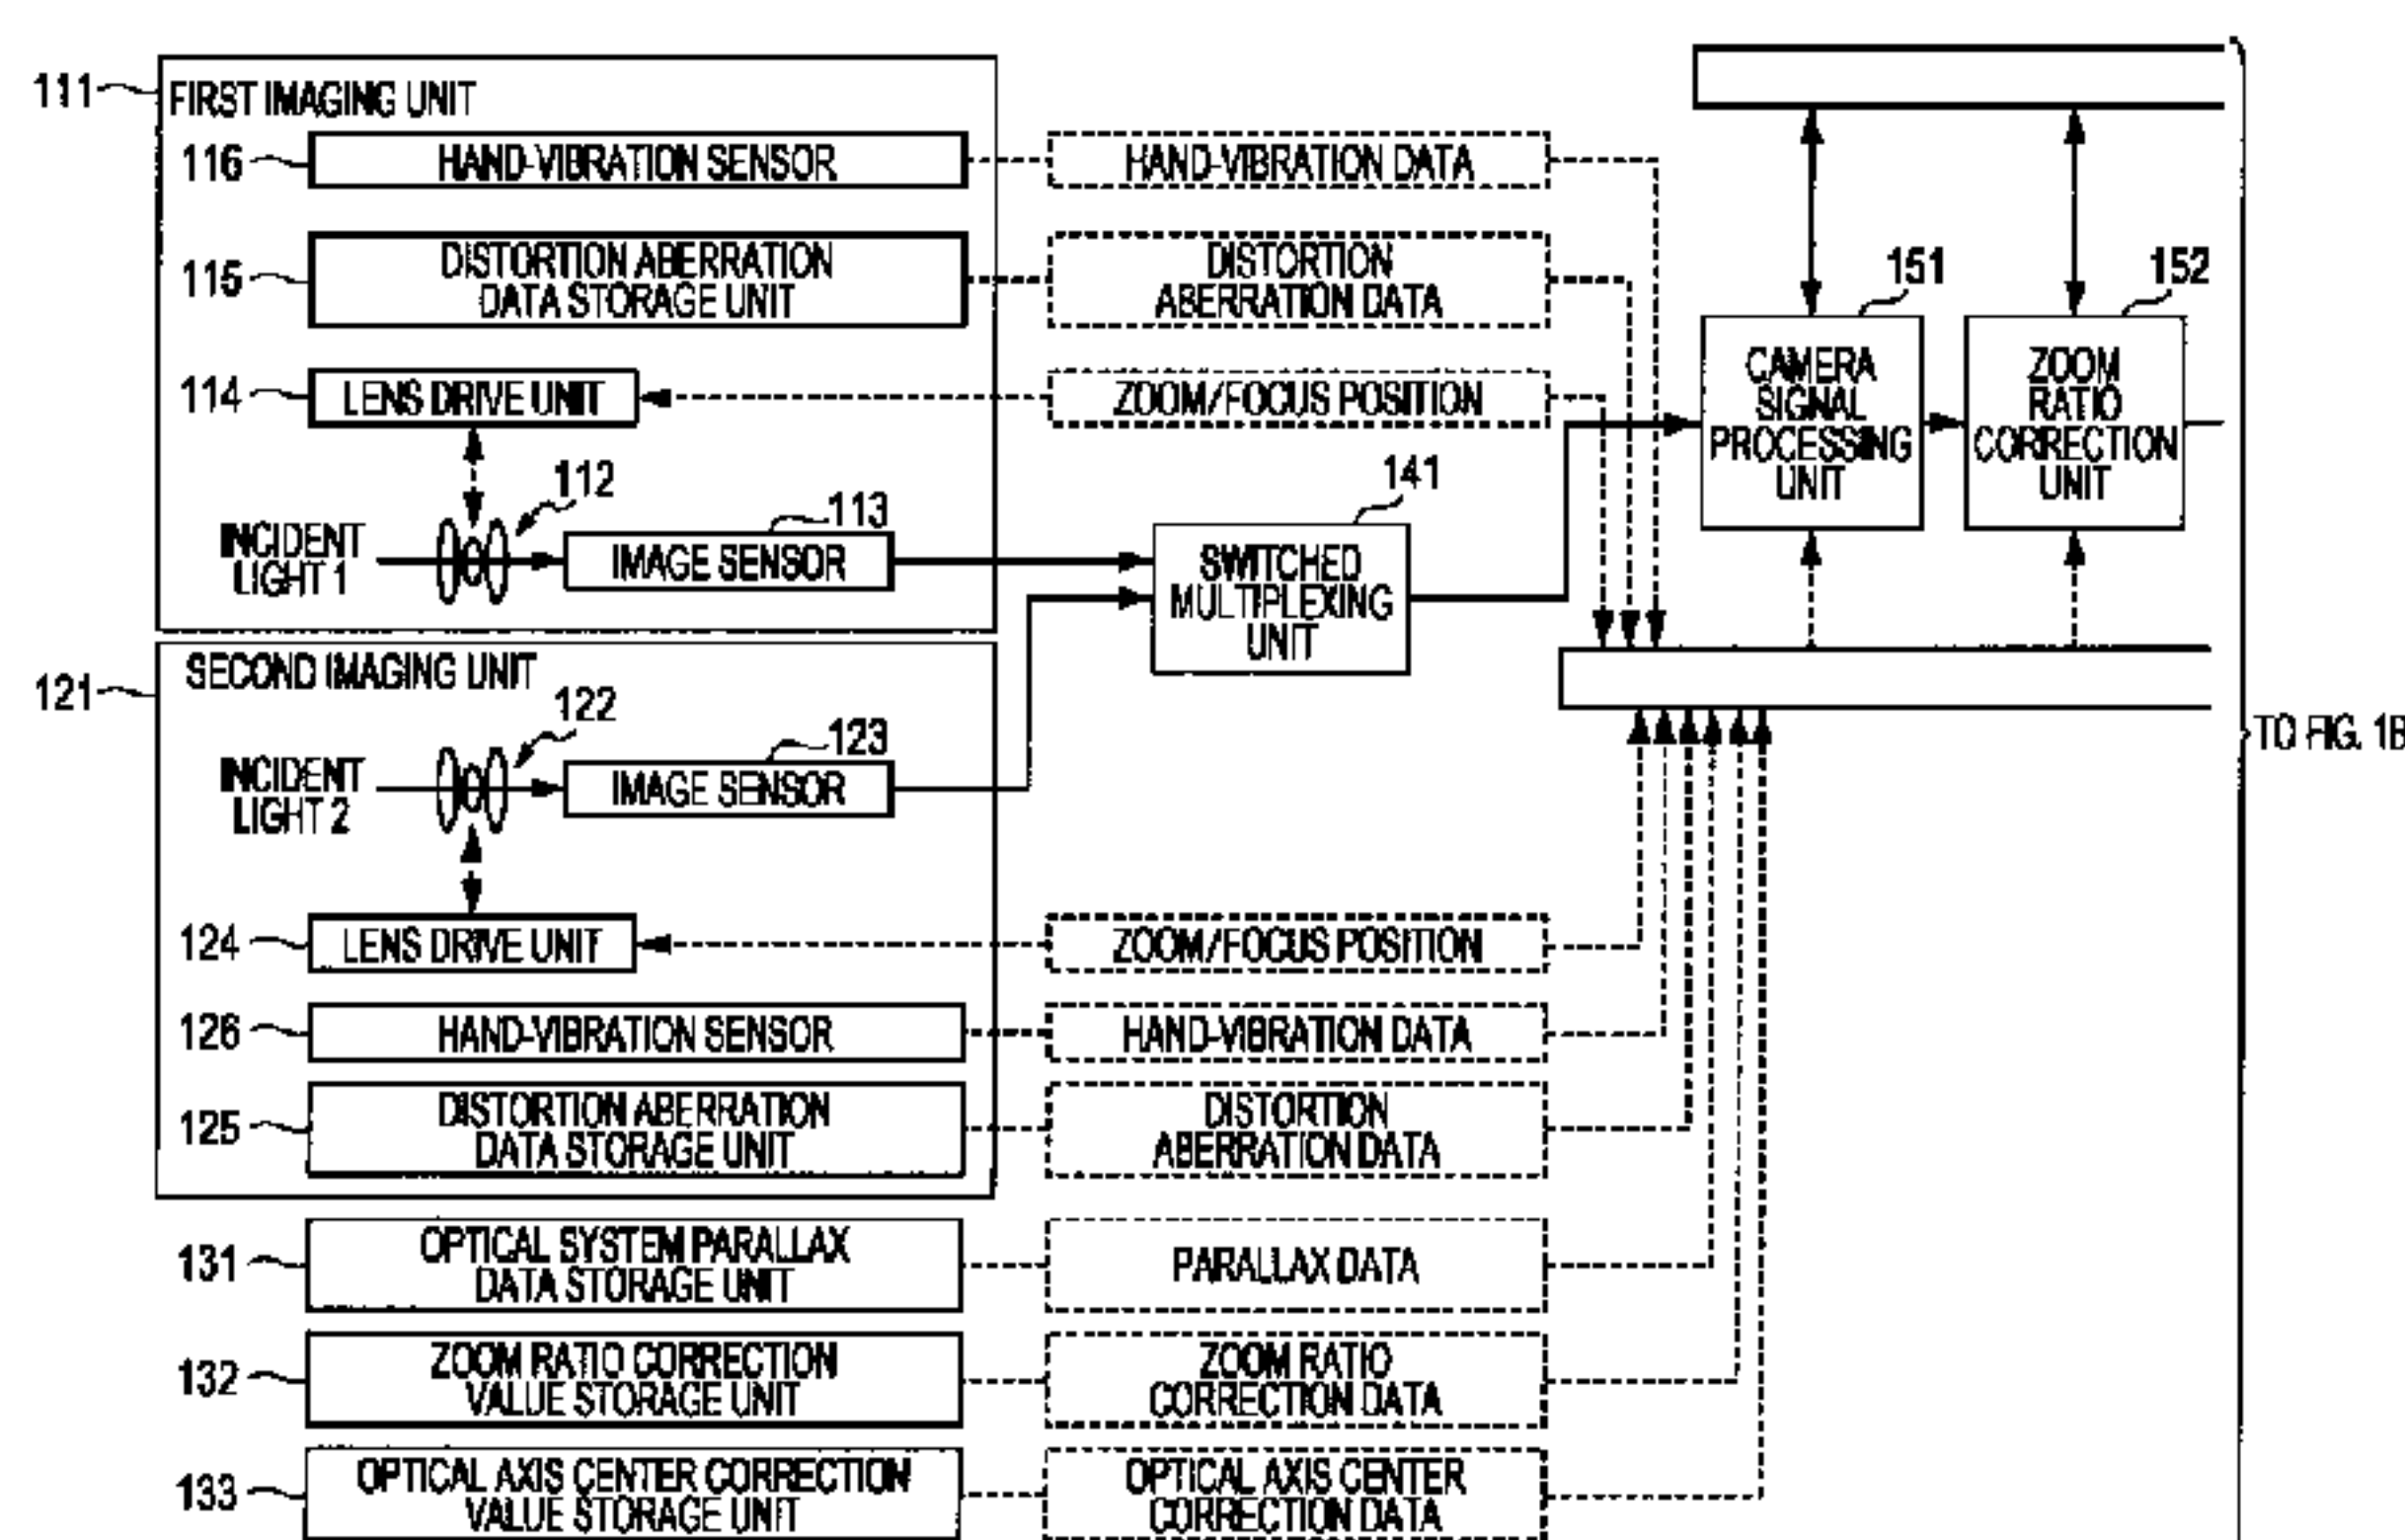 111
FIRST IMAGING UNIT
116
HAND-VIBRATION SENSOR
HAND-VIBRATION DATA
115
DISTORTION ABERRATION
DATA STORAGE UNIT
DISTORTION
ABERRATION DATA
151
152
114
LENS DRIVE UNIT
ZOOM/FOCUS POSITION
CAMERA
SIGNAL
PROCESSING
UNIT
ZOOM
RATIO
CORRECTION
UNIT
112
113
141
INCIDENT
LIGHT 1
IMAGE SENSOR
SWITCHED
MULTIPLEXING
UNIT
121
SECOND IMAGING UNIT
122
123
TO FIG. 1B
INCIDENT
LIGHT 2
IMAGE SENSOR
124
LENS DRIVE UNIT
ZOOM/FOCUS POSITION
126
HAND-VIBRATION SENSOR
HAND-VIBRATION DATA
125
DISTORTION ABERRATION
DATA STORAGE UNIT
DISTORTION
ABERRATION DATA
131
OPTICAL SYSTEM PARALLAX
DATA STORAGE UNIT
PARALLAX DATA
132
ZOOM RATIO CORRECTION
VALUE STORAGE UNIT
ZOOM RATIO
CORRECTION DATA
133
OPTICAL AXIS CENTER CORRECTION
VALUE STORAGE UNIT
OPTICAL AXIS CENTER
CORRECTION DATA